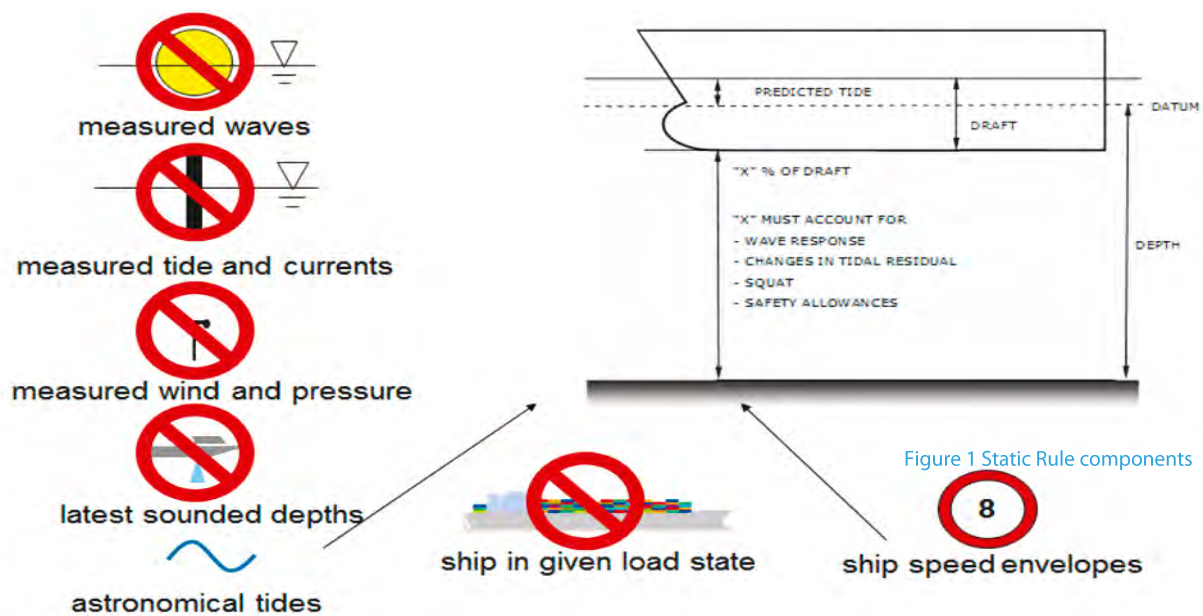 measured waves
measured tide and currents
measured wind and pressure
latest sounded depths
astronomical tides
PREDICTED TIDE
DATUM
DRAFT
"X" % OF DRAFT
"X" MUST ACCOUNT FOR
- WAVE RESPONSE
- CHANGES IN TIDAL RESIDUAL
- SQUAT
- SAFETY ALLOWANCES
DEPTH
Figure 1 Static Rule components
8
ship in given load state
ship speed envelopes